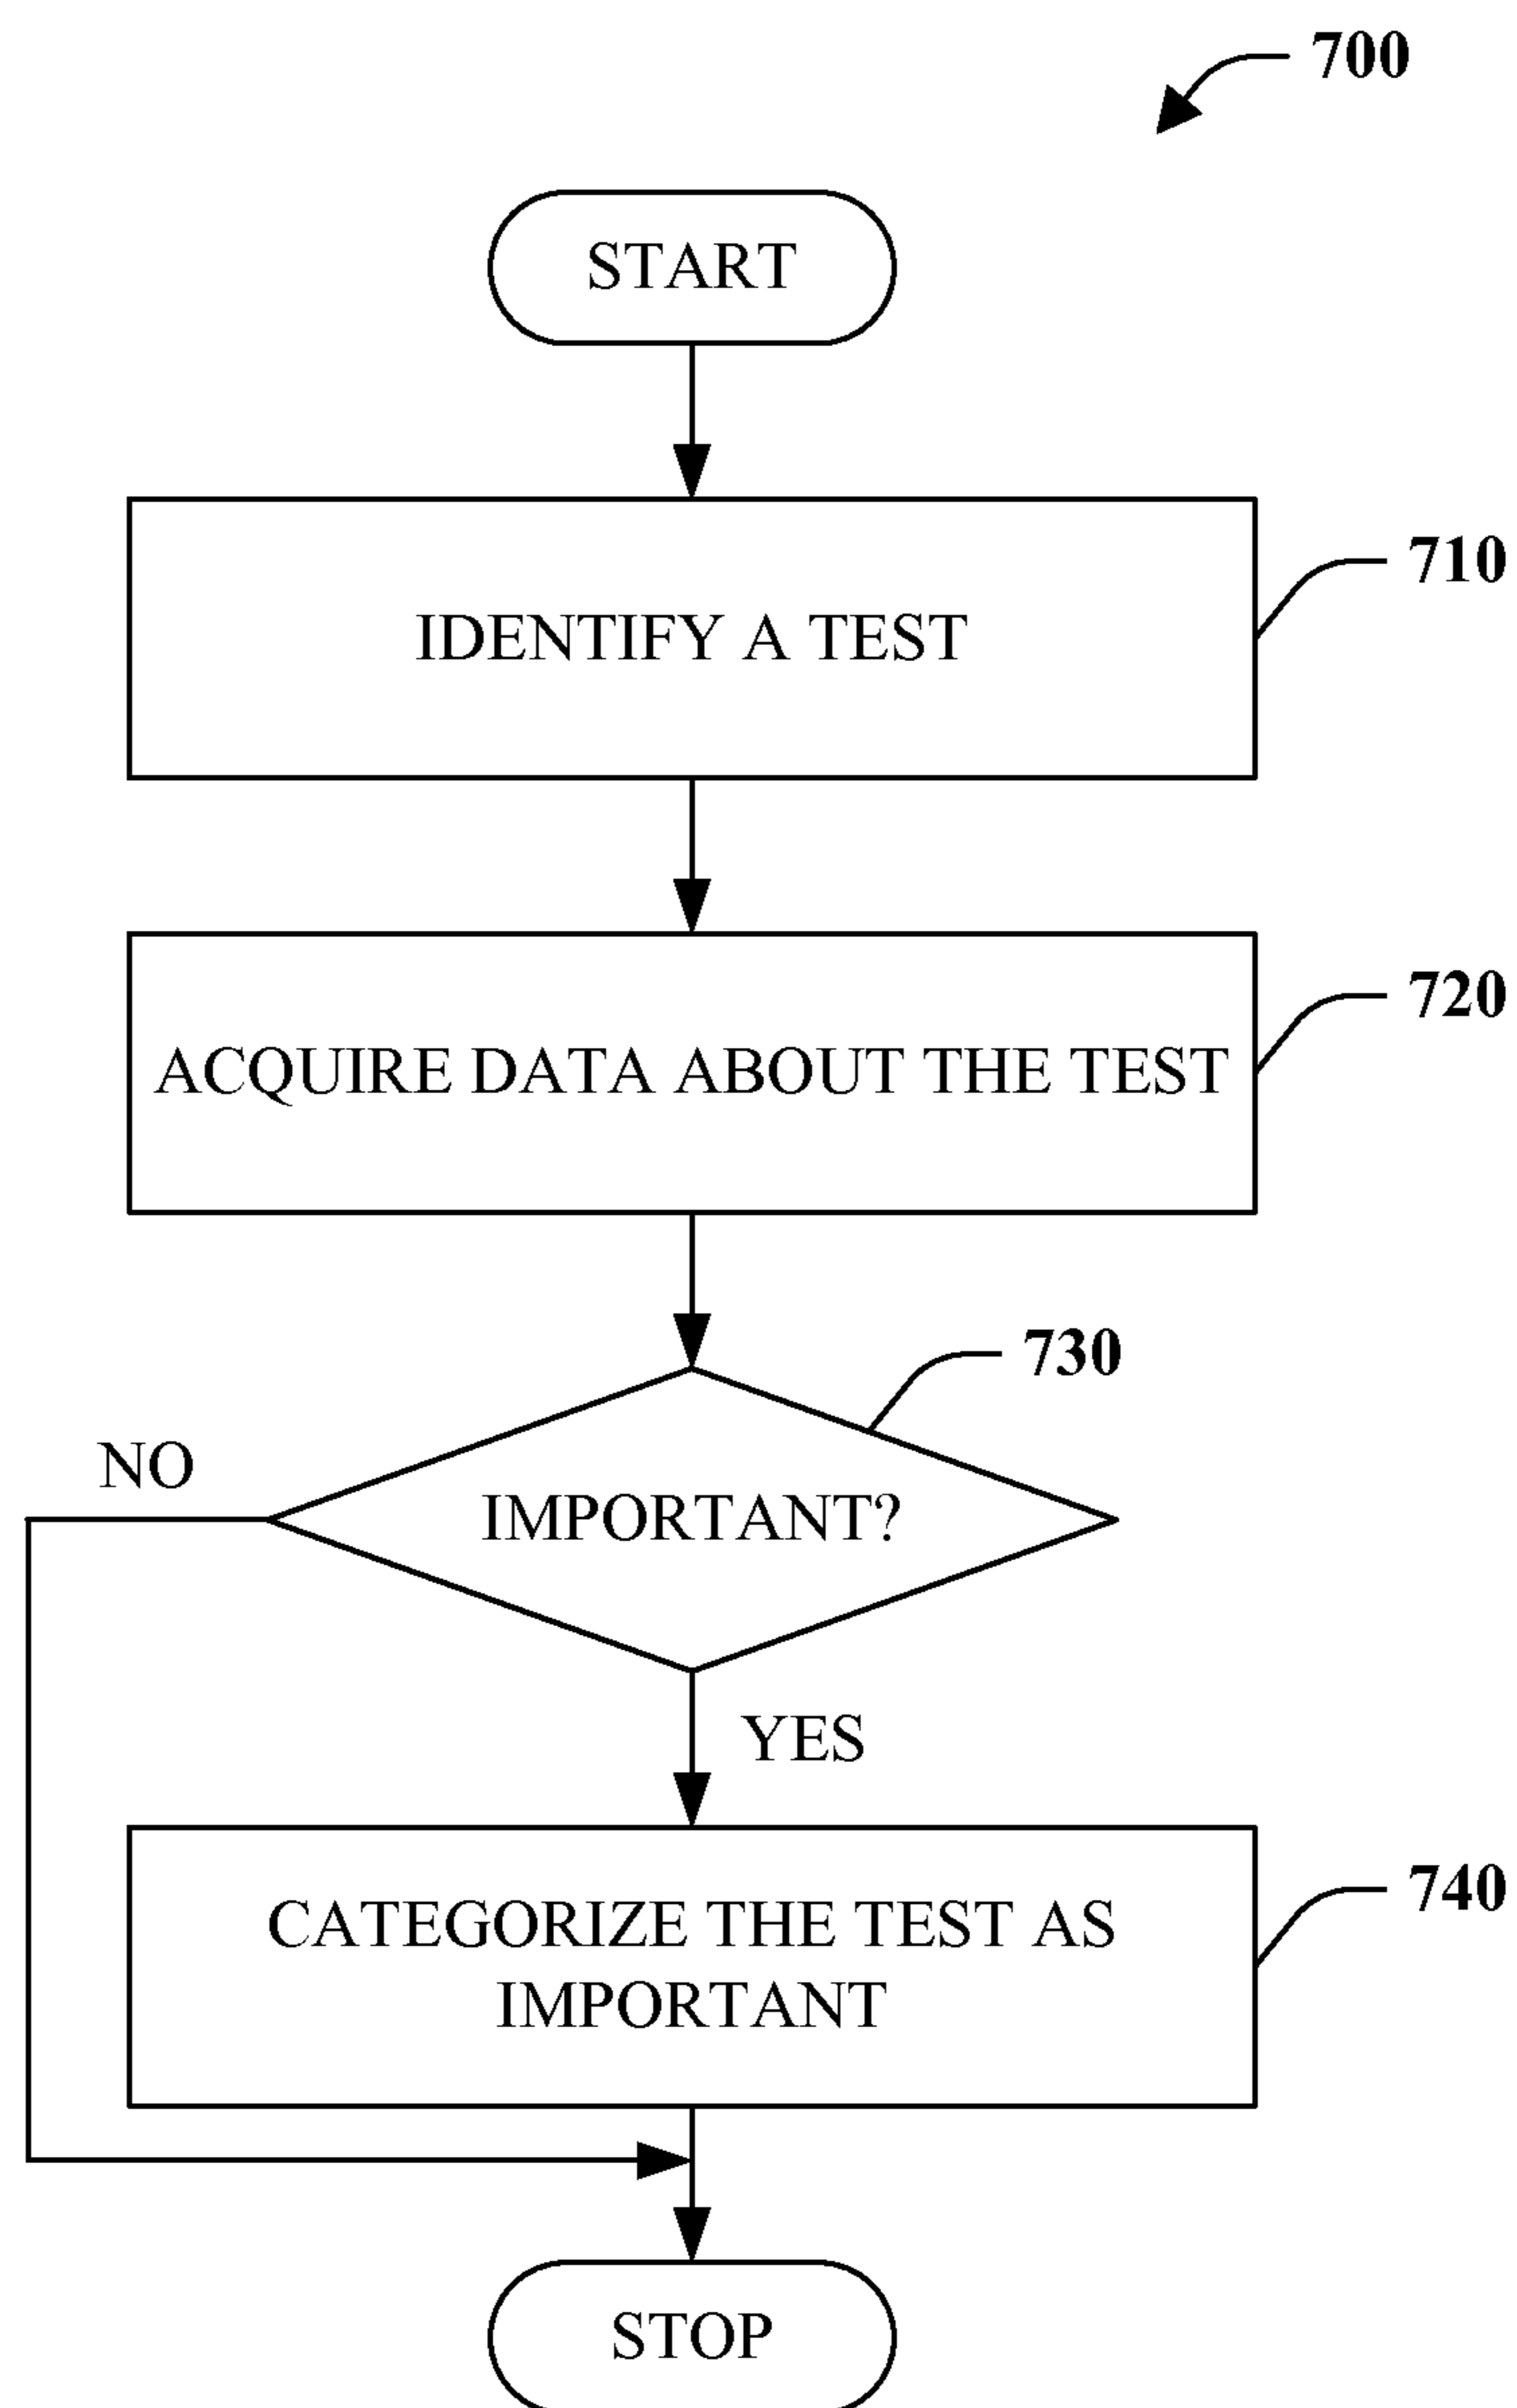 700
START
IDENTIFY A TEST
710
ACQUIRE DATA ABOUT THE TEST
720
730
NO
IMPORTANT?
YES
CATEGORIZE THE TEST AS
IMPORTANT
740
STOP